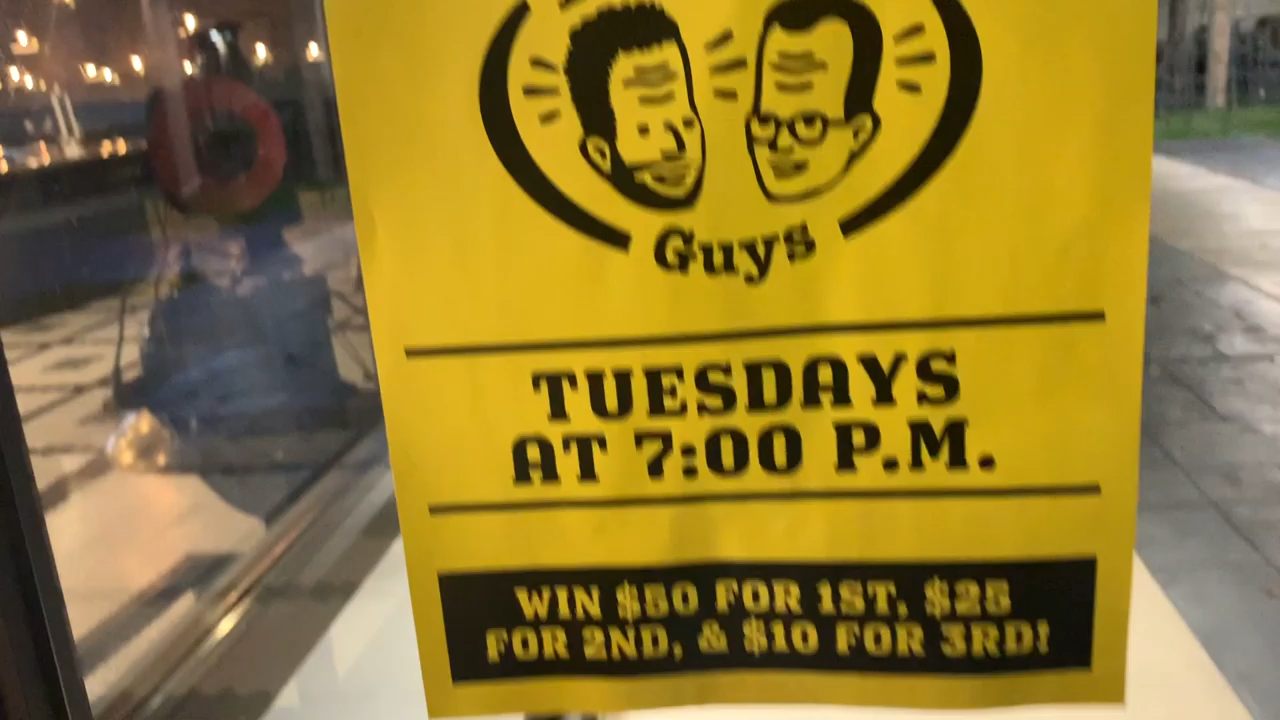 Guys
TUESDAYS
AT 7:00 P.M.
WIN $50 FOR 1ST, $25
FOR 2ND, & $10 FOR 3RD!